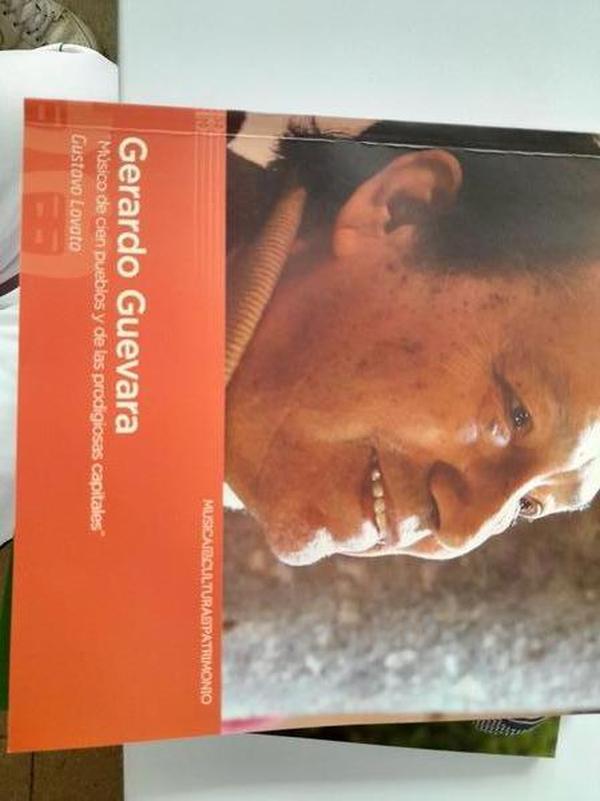 MUSICA&CULTURA&PATRIMONIO
Gerardo Guevara
"Músico de cien pueblos y de las prodigiosas capitales"
Gustavo Lovato